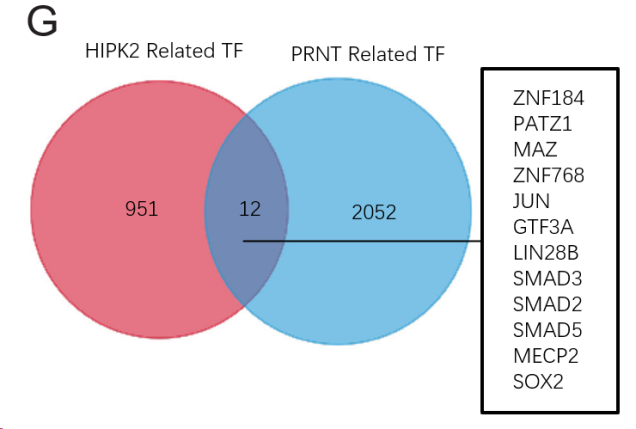 G
HIPK2 Related TF
PRNT Related TF
951
12
2052
ZNF184
PATZ1
MAZ
ZNF768
JUN
GTF3A
LIN28B
SMAD3
SMAD2
SMAD5
MECP2
SOX2